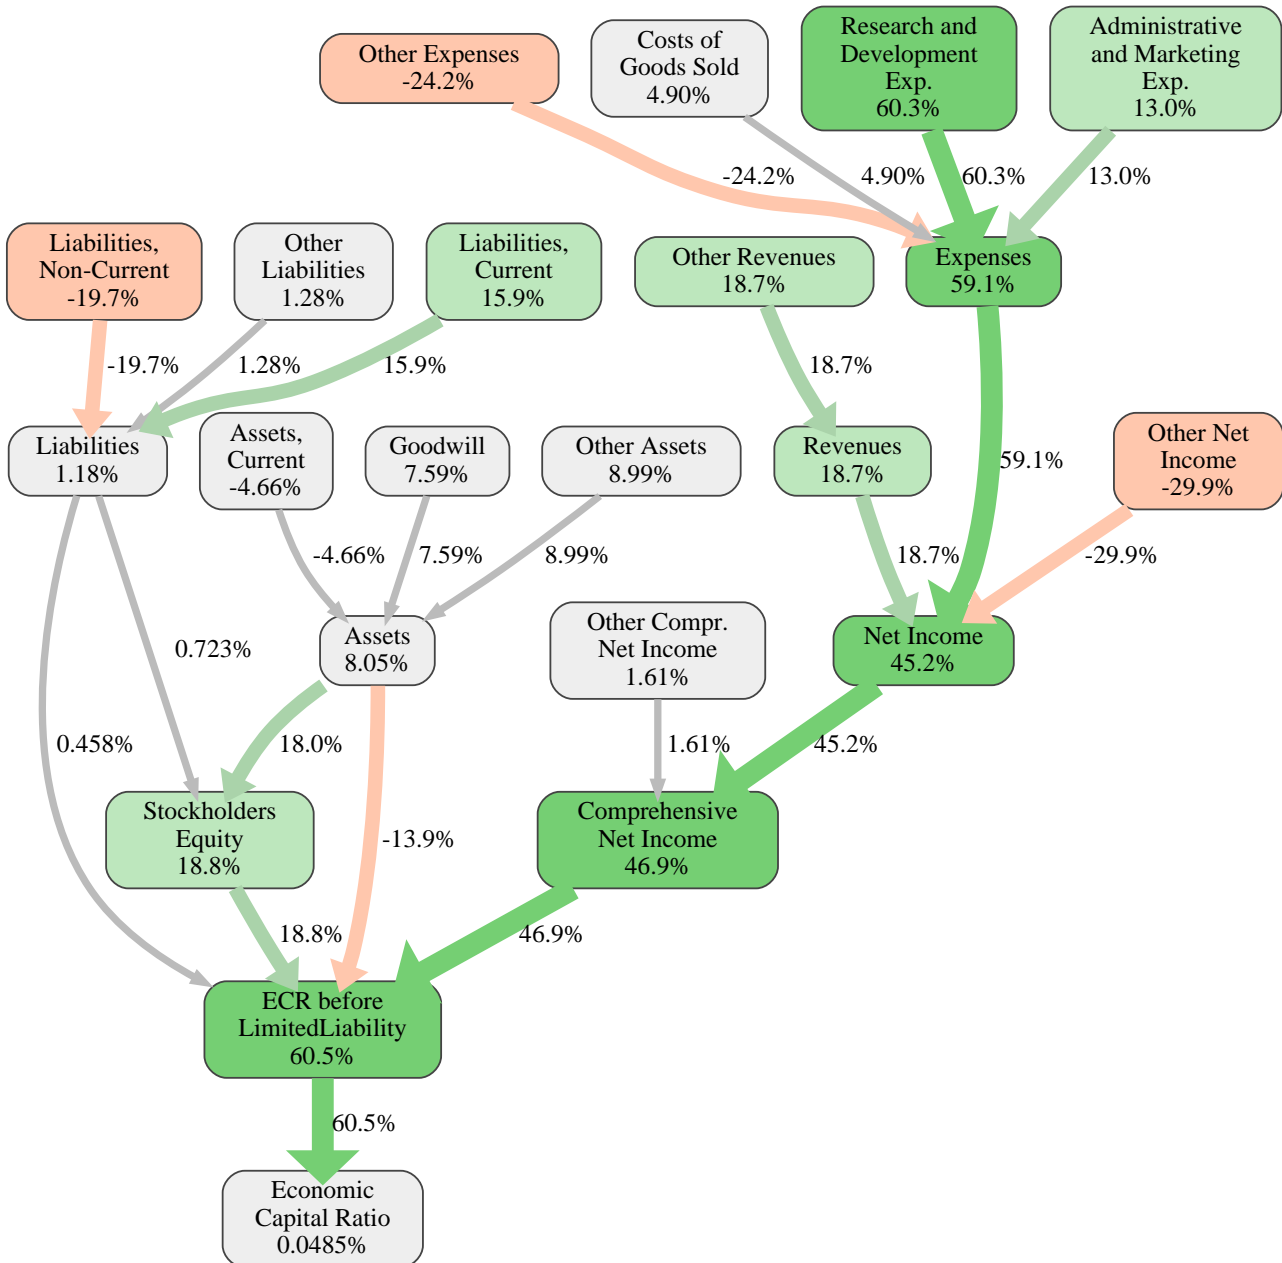 Other Expenses
-24.2%
Costs of
Goods Sold
4.90%
Research and
Development
Exp.
60.3%
Administrative
and Marketing
Exp.
13.0%
-24.2%
4.90%
60.3%
13.0%
Liabilities,
Non-Current
-19.7%
Other
Liabilities
1.28%
Liabilities,
Current
15.9%
Other Revenues
18.7%
Expenses
59.1%
-19.7%
1.28%
15.9%
18.7%
59.1%
Liabilities
1.18%
Assets,
Current
-4.66%
Goodwill
7.59%
Other Assets
8.99%
Revenues
18.7%
Other Net
Income
-29.9%
-4.66%
7.59%
8.99%
18.7%
-29.9%
0.723%
Assets
8.05%
Other Compr.
Net Income
1.61%
Net Income
45.2%
0.458%
18.0%
1.61%
45.2%
Stockholders
Equity
18.8%
-13.9%
Comprehensive
Net Income
46.9%
18.8%
46.9%
ECR before
LimitedLiability
60.5%
60.5%
Economic
Capital Ratio
0.0485%